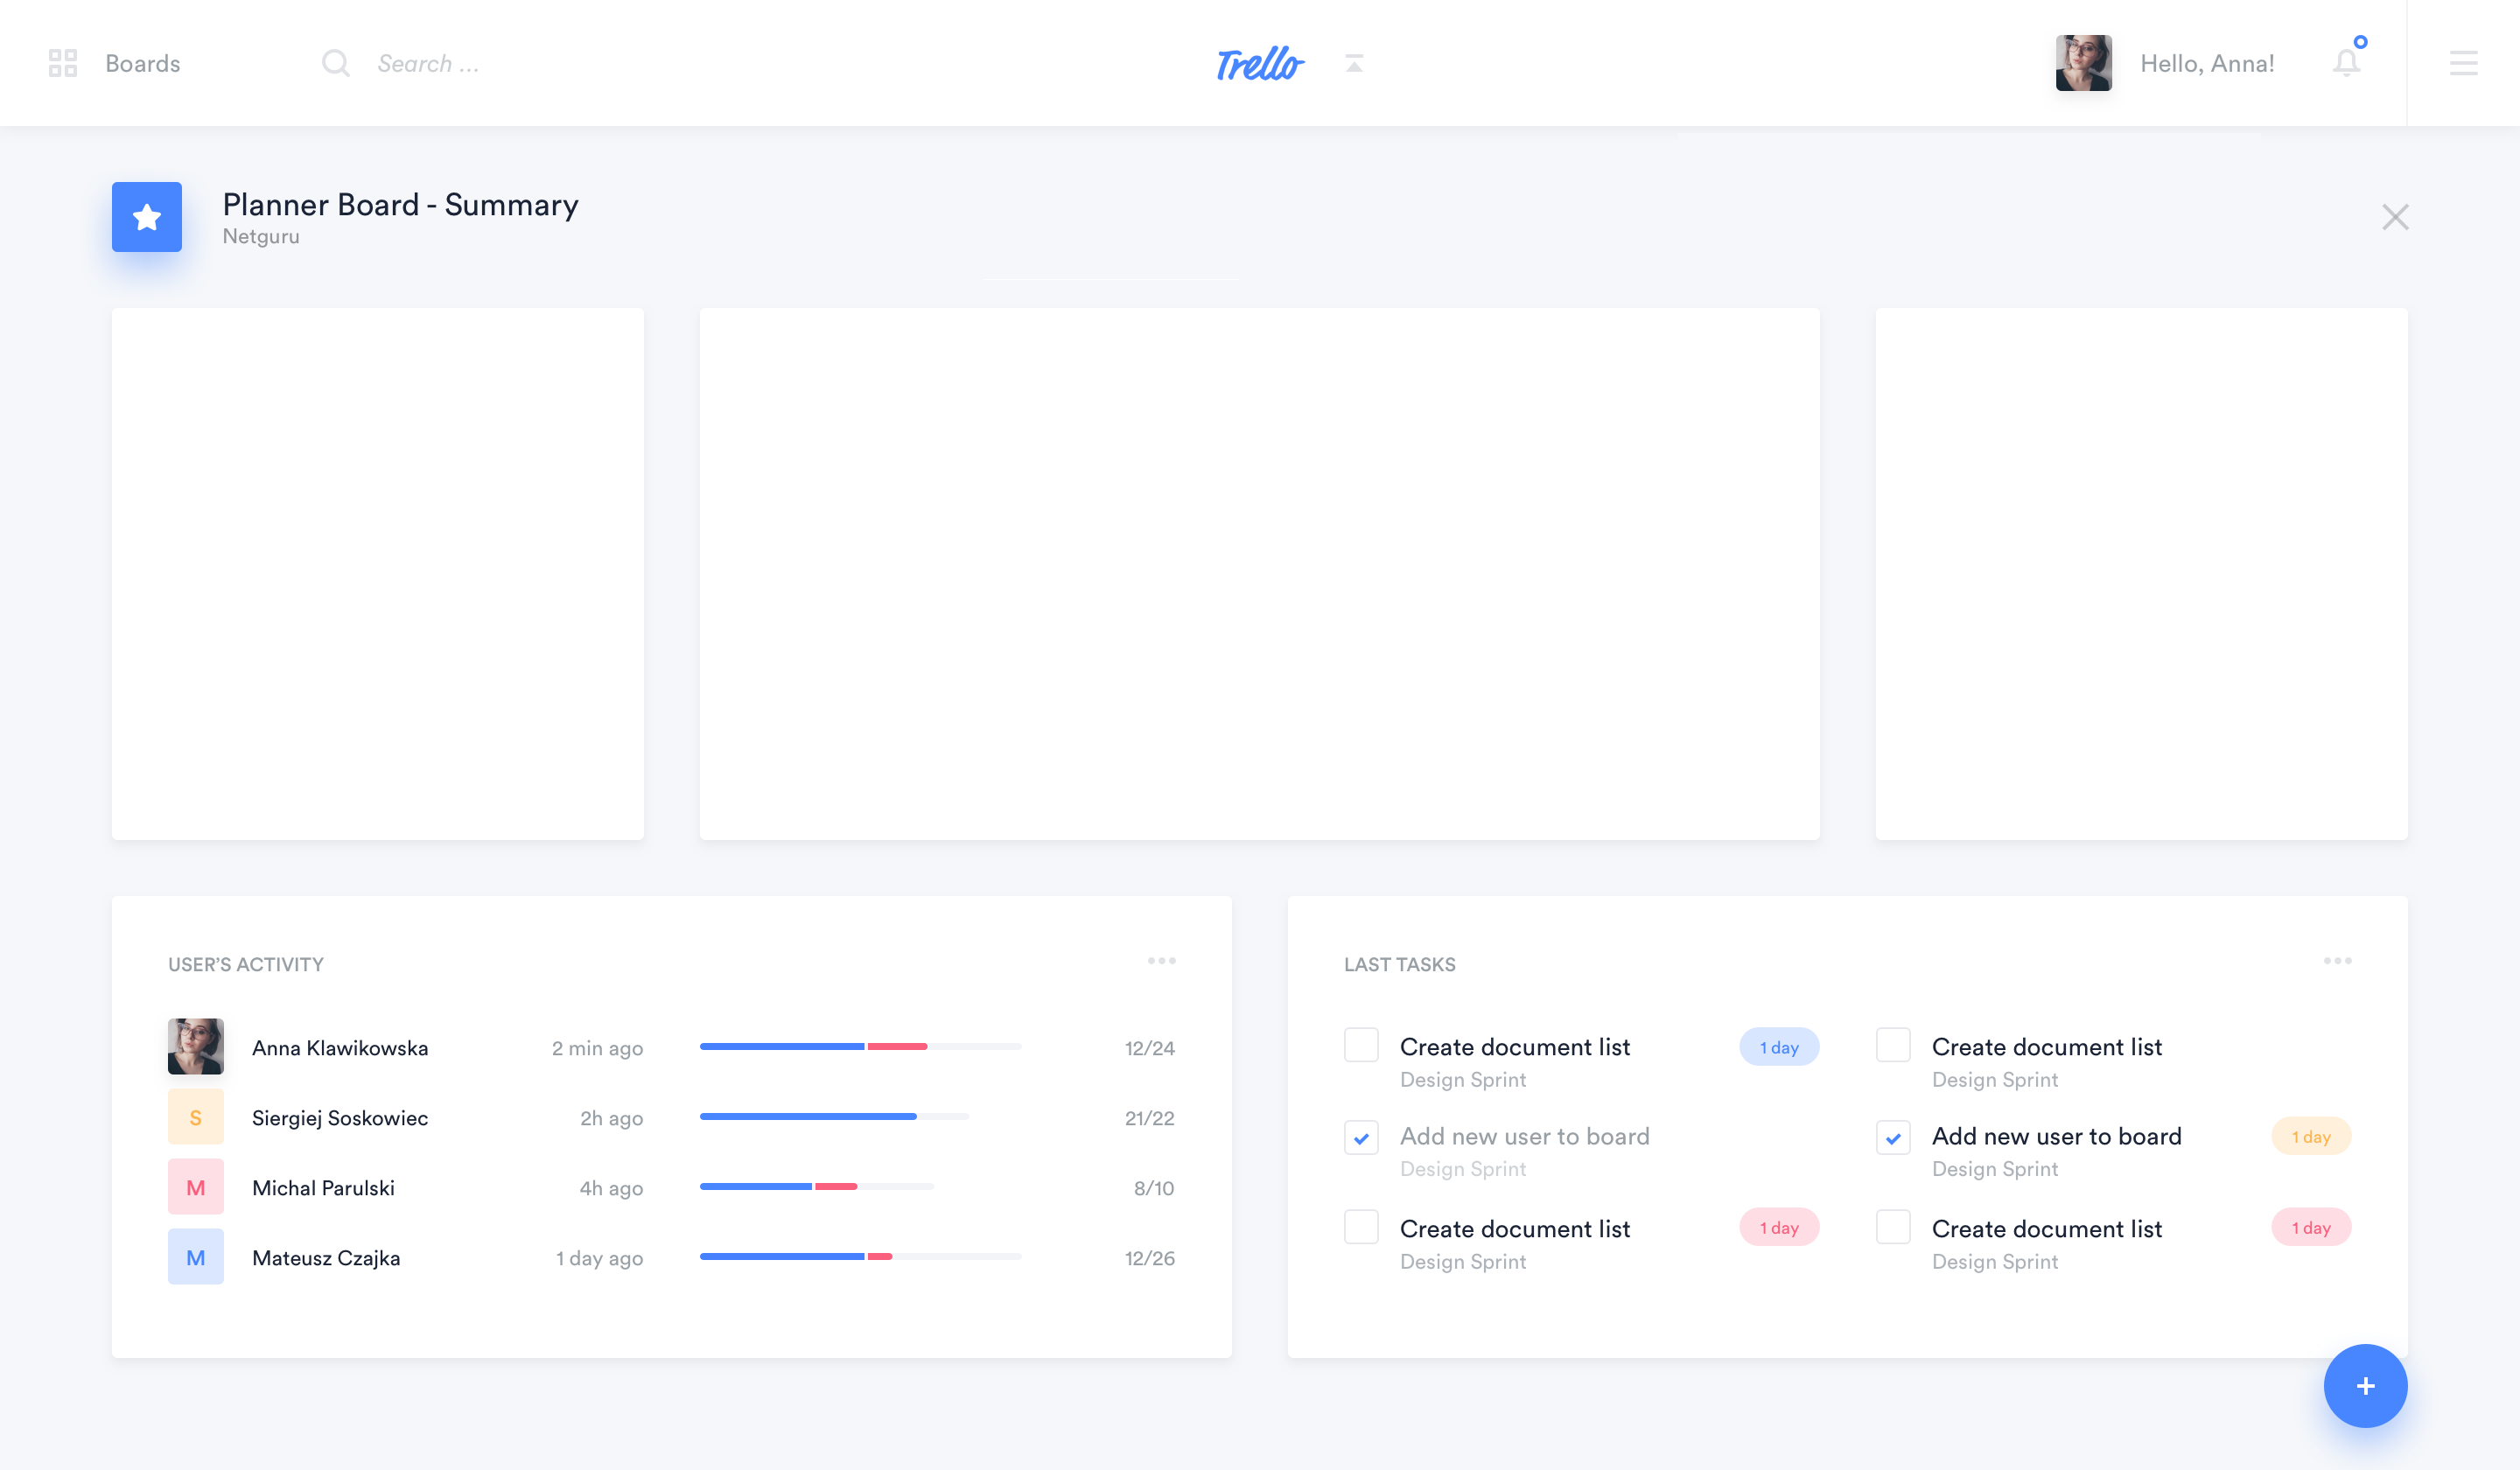 Boards
Search ...
Trello
Hello, Anna!
Planner Board - Summary
Netguru
USER’S ACTIVITY
Anna Klawikowska 2 min ago 12/24
S Siergiej Soskowiec 2h ago 21/22
M Michal Parulski 4h ago 8/10
M Mateusz Czajka 1 day ago 12/26
LAST TASKS
Create document list 1 day
Design Sprint
Add new user to board
Design Sprint
Create document list 1 day
Design Sprint
Create document list
Design Sprint
Add new user to board 1 day
Design Sprint
Create document list 1 day
Design Sprint